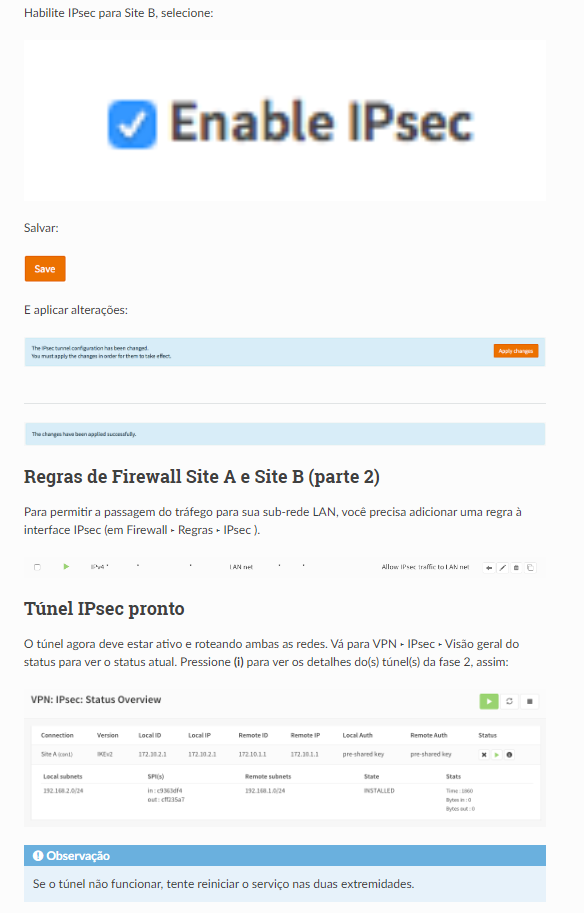 Habilite IPsec para Site B, selecione:
Enable IPsec
Salvar:
Save
E aplicar alterações:
The IPsec tunnel configuration has been changed.
You must apply the changes in order for them to take effect.
Apply changes
The changes have been applied successfully.
Regras de Firewall Site A e Site B (parte 2)
Para permitir a passagem do tráfego para sua sub-rede LAN, você precisa adicionar uma regra à
interface IPsec (em Firewall ‣ Regras ‣ IPsec ).
IPv4 * * * LAN net * * Allow IPsec traffic to LAN net
Túnel IPsec pronto
O túnel agora deve estar ativo e roteando ambas as redes. Vá para VPN ‣ IPsec ‣ Visão geral do
status para ver o status atual. Pressione (i) para ver os detalhes do(s) túnel(s) da fase 2, assim:
VPN: IPsec: Status Overview
Connection Version Local ID Local IP Remote ID Remote IP Local Auth Remote Auth Status
Site A (con1) IKEv2 172.10.2.1 172.10.2.1 172.10.1.1 172.10.1.1 pre-shared key pre-shared key
Local subnets SPI(s) Remote subnets State Stats
192.168.2.0/24 in : c9363df4 192.168.1.0/24 INSTALLED Time : 1860
out : cff235a7 Bytes in : 0
Bytes out : 0
Observação
Se o túnel não funcionar, tente reiniciar o serviço nas duas extremidades.